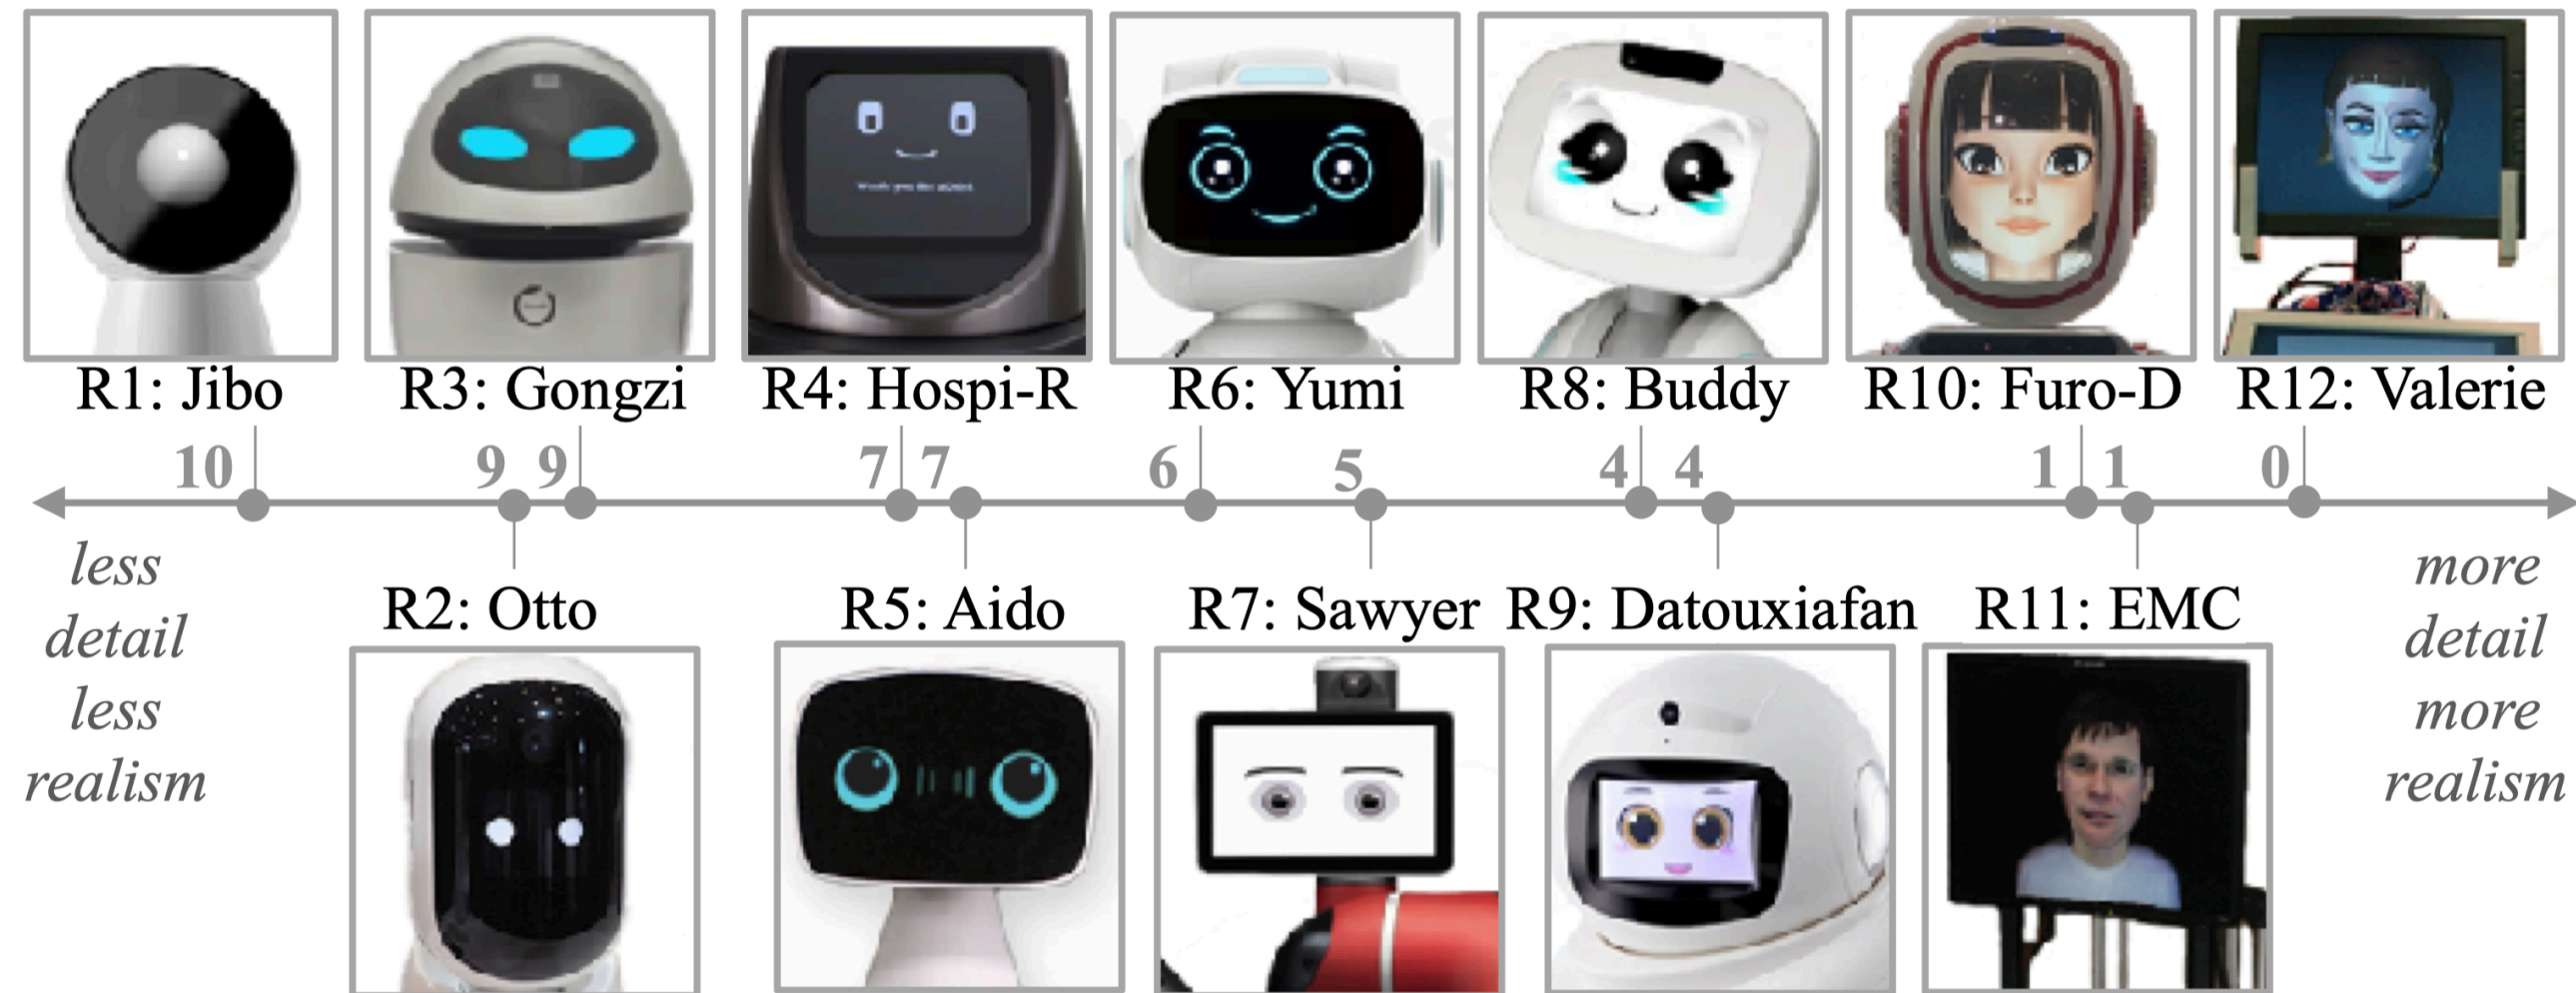 R1: Jibo
R3: Gongzi
R4: Hospi-R
R6: Yumi
R8: Buddy
R10: Furo-D
R12: Valerie
10
9
9
7
7
6
5
4
4
1
1
0
less
detail
less
realism
more
detail
more
realism
R2: Otto
R5: Aido
R7: Sawyer
R9: Datouxiafan
R11: EMC